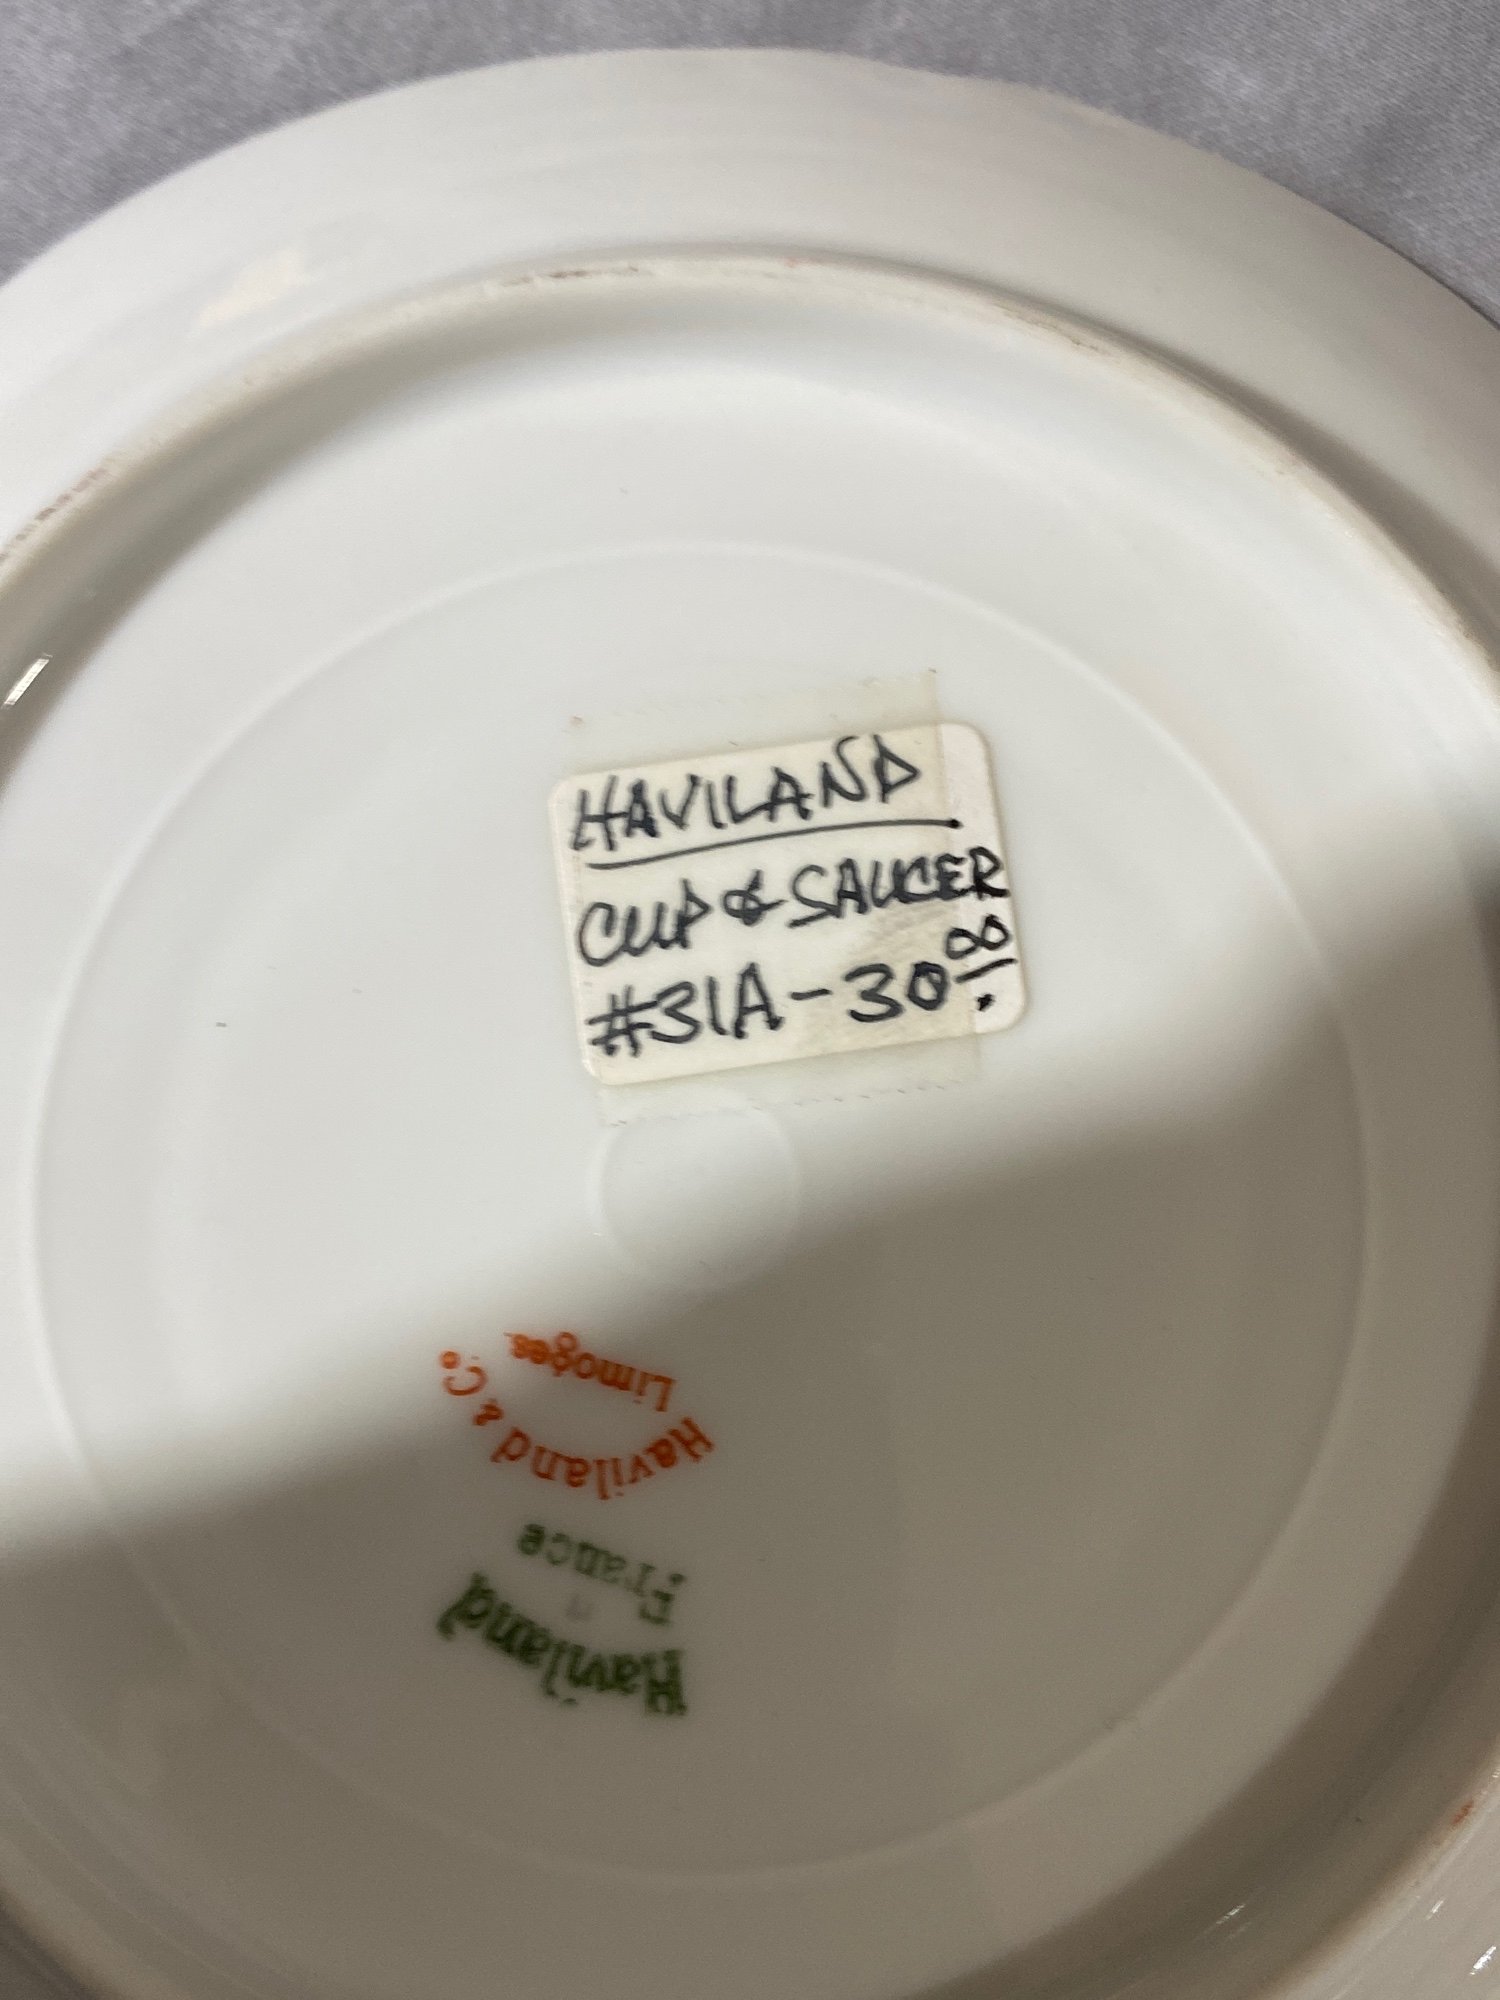 HAVILAND
CUP & SAUCER
#31A-30.00
Haviland
France
Haviland & Co
Limoges